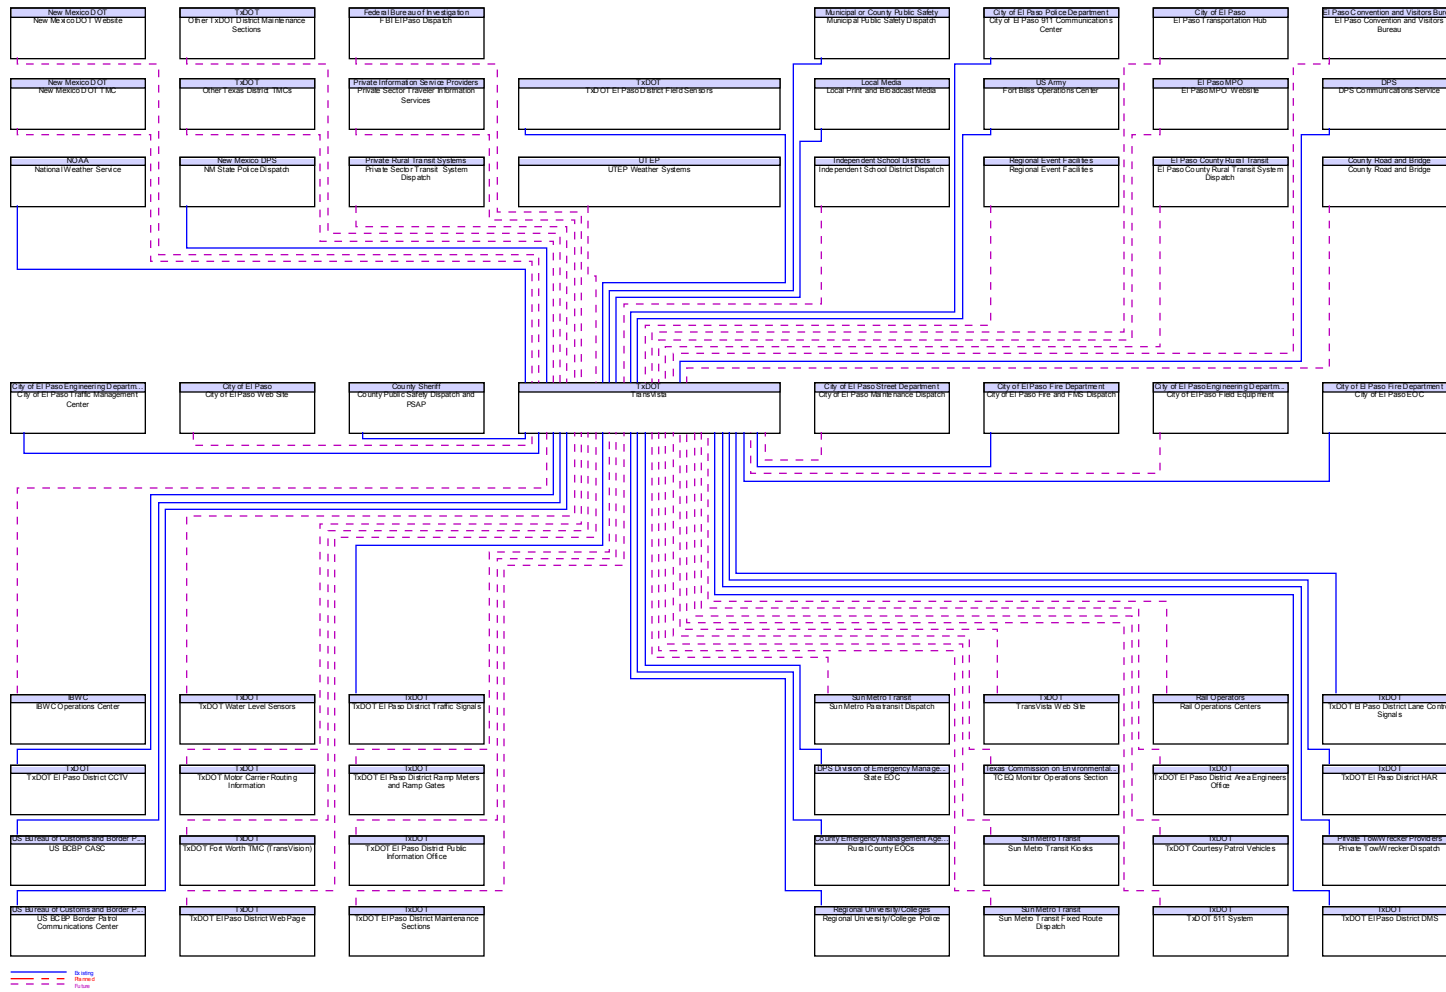 New Mexico DOT
New Mexico DOT Website
TxDOT
Other TxDOT District Maintenance
Sections
Federal Bureau of Investigation
FBI El Paso Dispatch
Municipal or County Public Safety
Municipal Public Safety Dispatch
City of El Paso Police Department
City of El Paso 911 Communications
Center
City of El Paso
El Paso Transportation Hub
El Paso Convention and Visitors Bur
El Paso Convention and Visitors
Bureau
New Mexico DOT
New Mexico DOT TMC
TxDOT
Other Texas District TMCs
Private Information Service Providers
Private Sector Traveler Information
Services
TxDOT
TxDOT El Paso District Field Sensors
Local Media
Local Print and Broadcast Media
US Army
Fort Bliss Operations Center
El Paso MPO
El Paso MPO Website
DPS
DPS Communications Service
NOAA
National Weather Service
New Mexico DPS
NM State Police Dispatch
Private Rural Transit Systems
Private Sector Transit System
Dispatch
UTEP
UTEP Weather Systems
Independent School Districts
Independent School District Dispatch
Regional Event Facilities
Regional Event Facilities
El Paso County Rural Transit
El Paso County Rural Transit System
Dispatch
County Road and Bridge
County Road and Bridge
City of El Paso Engineering Departm...
City of El Paso Traffic Management
Center
City of El Paso
City of El Paso Web Site
County Sheriff
County Public Safety Dispatch and
PSAP
TxDOT
TransVista
City of El Paso Street Department
City of El Paso Maintenance Dispatch
City of El Paso Fire Department
City of El Paso Fire and FMS Dispatch
City of El Paso Engineering Departm...
City of El Paso Field Equipment
City of El Paso Fire Department
City of El Paso EOC
IBWC
IBWC Operations Center
TxDOT
TxDOT Water Level Sensors
TxDOT
TxDOT El Paso District Traffic Signals
Sun Metro Transit
Sun Metro Paratransit Dispatch
TxDOT
TransVista Web Site
Rail Operators
Rail Operations Centers
TxDOT
TxDOT El Paso District Lane Contr
Signals
TxDOT
TxDOT El Paso District CCTV
TxDOT
TxDOT Motor Carrier Routing
Information
TxDOT
TxDOT El Paso District Ramp Meters
and Ramp Gates
DPS Division of Emergency Manage...
State EOC
Texas Commission on Environmental...
TCEQ Monitor Operations Section
TxDOT
TxDOT El Paso District Area Engineers
Office
TxDOT
TxDOT El Paso District HAR
US Bureau of Customs and Border P...
US BCBP CASC
TxDOT
TxDOT Fort Worth TMC (TransVision)
TxDOT
TxDOT El Paso District Public
Information Office
County Emergency Management Age...
Rural County EOCs
Sun Metro Transit
Sun Metro Transit Kiosks
TxDOT
TxDOT Courtesy Patrol Vehicles
Private Tow/Wrecker Providers
Private Tow/Wrecker Dispatch
US Bureau of Customs and Border P...
US BCBP Border Patrol
Communications Center
TxDOT
TxDOT El Paso District Web Page
TxDOT
TxDOT El Paso District Maintenance
Sections
Regional University/Colleges
Regional University/College Police
Sun Metro Transit
Sun Metro Transit Fixed Route
Dispatch
TxDOT
TxDOT 511 System
TxDOT
TxDOT El Paso District DMS
Existing
Planned
Future